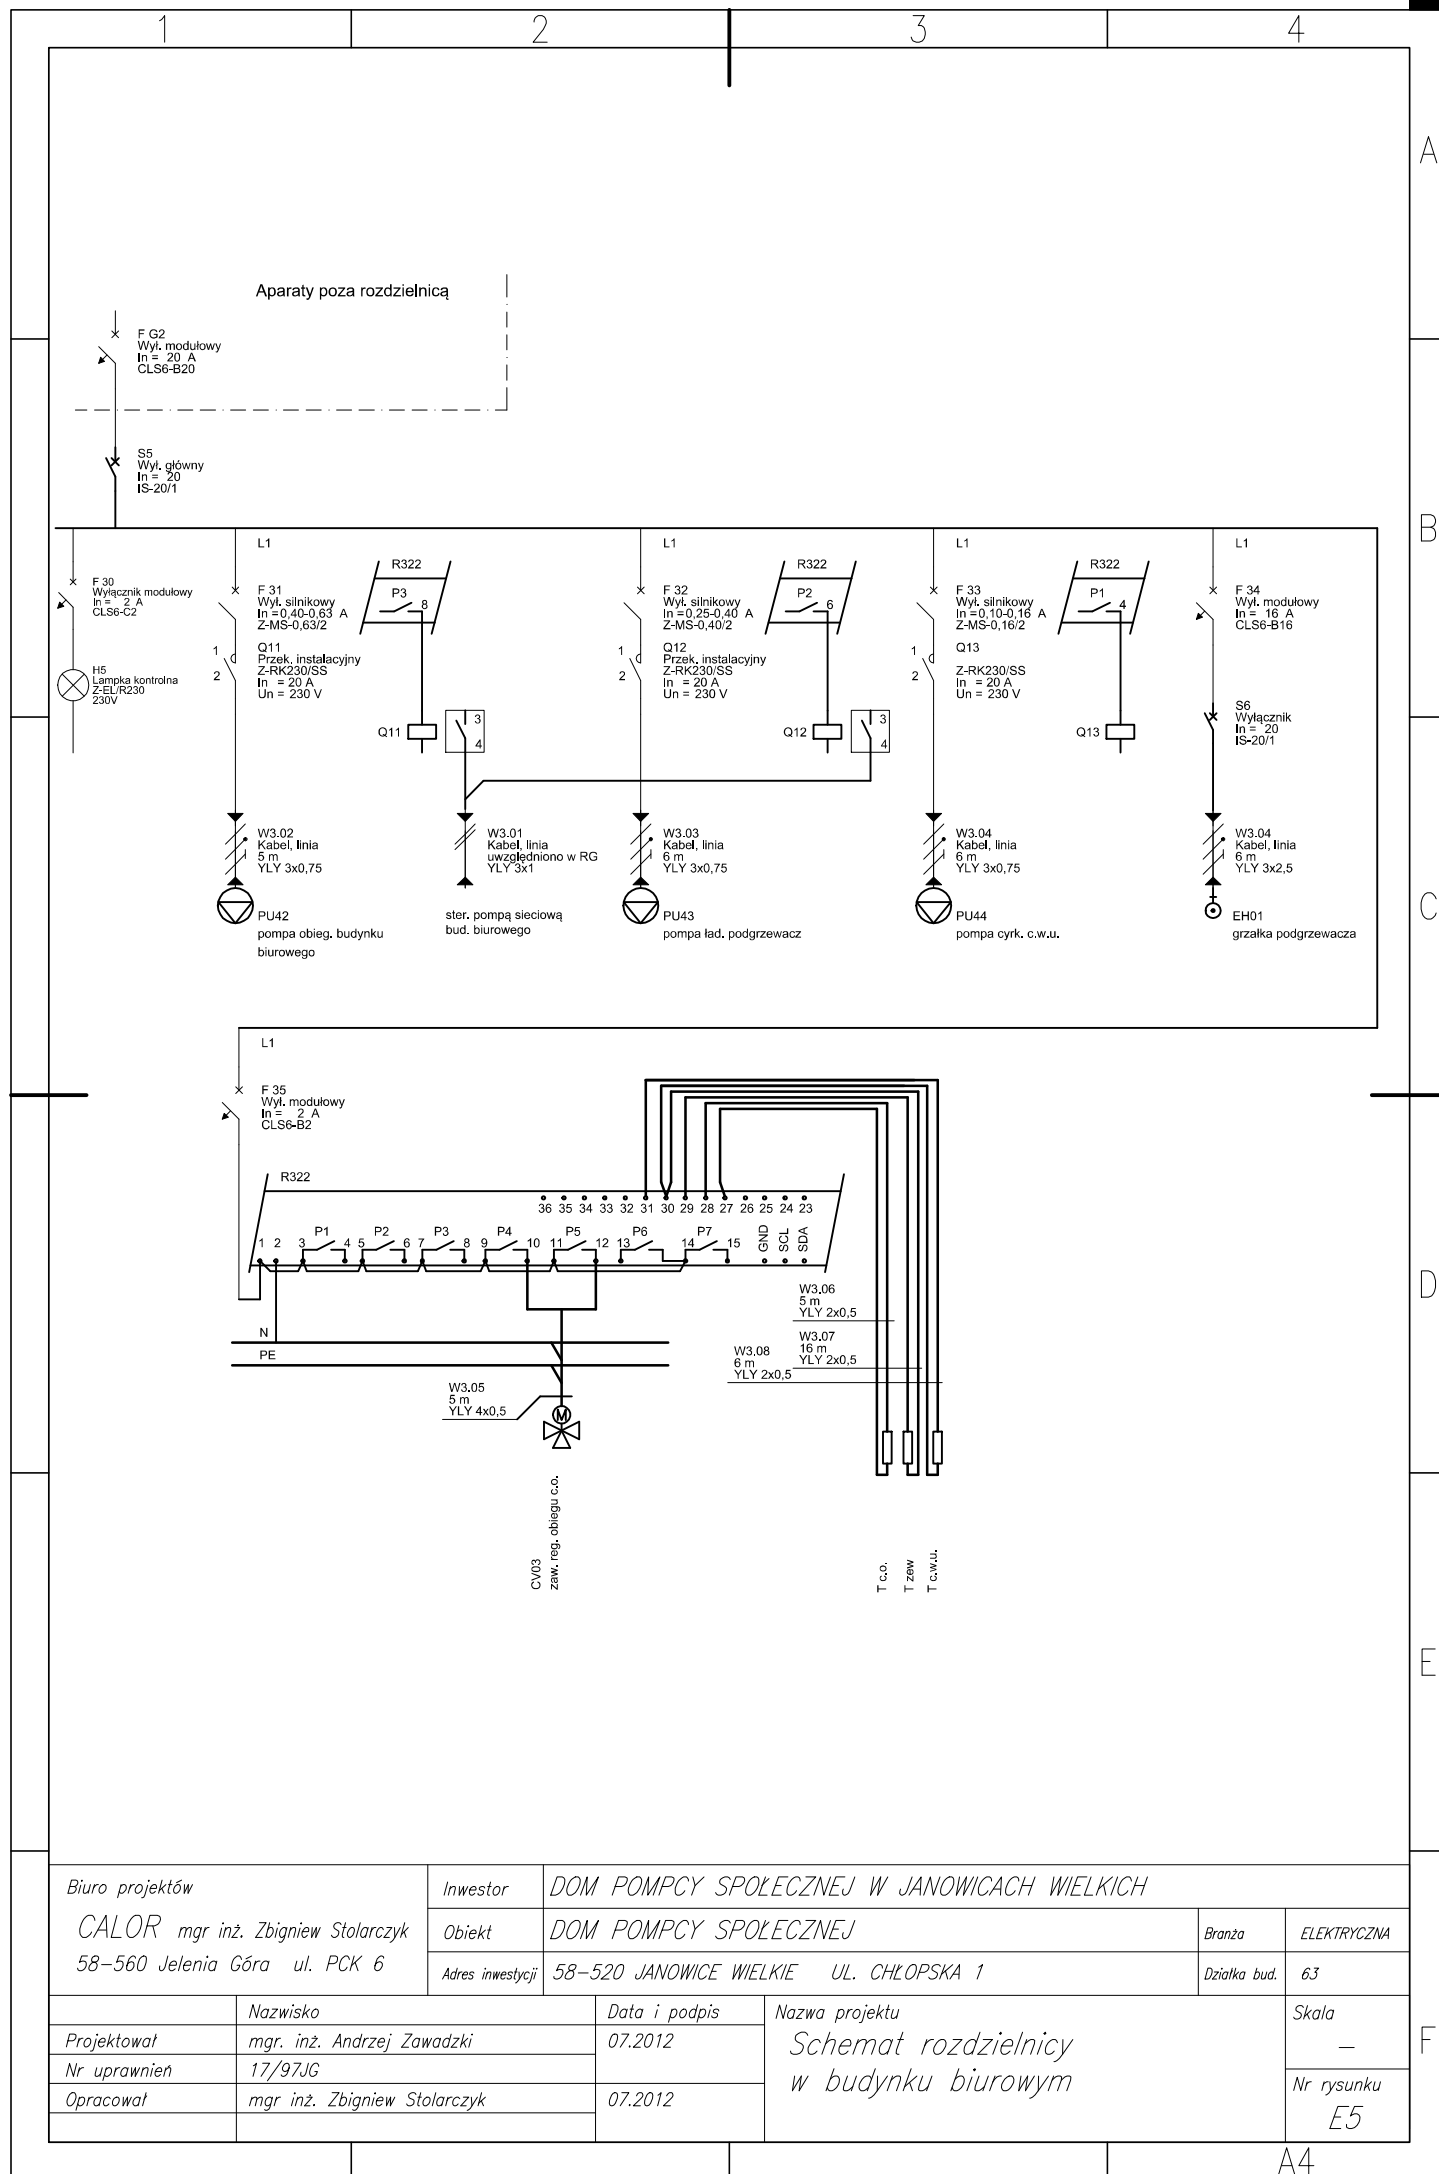 1
2
3
4
A
Aparaty poza rozdzielnicą
F G2
Wył. modułowy
In = 20 A
CLS6-B20
S5
Wył. główny
In = 20
IS-20/1
B
F 30
Wyłącznik modułowy
In = 2 A
CLS6-C2
H5
Lampka kontrolna
Z-EL/R230
230V
L1
F 31
Wył. silnikowy
In =0,40-0,63 A
Z-MS-0,63/2
1
2
Q11
Przek. instalacyjny
Z-RK230/SS
In = 20 A
Un = 230 V
R322
P3
8
Q11
3
4
L1
F 32
Wył. silnikowy
In =0,25-0,40 A
Z-MS-0,40/2
1
2
Q12
Przek. instalacyjny
Z-RK230/SS
In = 20 A
Un = 230 V
R322
P2
6
Q12
3
4
L1
F 33
Wył. silnikowy
In =0,10-0,16 A
Z-MS-0,16/2
1
2
Q13
Z-RK230/SS
In = 20 A
Un = 230 V
R322
P1
4
Q13
L1
F 34
Wył. modułowy
In = 16 A
CLS6-B16
S6
Wyłącznik
In = 20
IS-20/1
W3.02
Kabel, linia
5 m
YLY 3x0,75
W3.01
Kabel, linia
uwzględniono w RG
YLY 3x1
W3.03
Kabel, linia
6 m
YLY 3x0,75
W3.04
Kabel, linia
6 m
YLY 3x0,75
W3.04
Kabel, linia
6 m
YLY 3x2,5
C
PU42
pompa obieg. budynku
biurowego
ster. pompą sieciową
bud. biurowego
PU43
pompa ład. podgrzewacz
PU44
pompa cyrk. c.w.u.
EH01
grzałka podgrzewacza
L1
F 35
Wył. modułowy
In = 2 A
CLS6-B2
R322
36 35 34 33 32 31 30 29 28 27 26 25 24 23
P1 P2 P3 P4 P5 P6 P7
1 2 3 4 5 6 7 8 9 10 11 12 13 14 15
GND
SCL
SDA
D
N
PE
W3.06
5 m
YLY 2x0,5
W3.07
16 m
YLY 2x0,5
W3.08
6 m
YLY 2x0,5
W3.05
5 m
YLY 4x0,5
M
CV03
zaw. reg. obiegu c.o.
T c.o.
T zew
T c.w.u.
E
Biuro projektów
CALOR mgr inż. Zbigniew Stolarczyk
58-560 Jelenia Góra ul. PCK 6
Inwestor DOM POMPCY SPOŁECZNEJ W JANOWICACH WIELKICH
Obiekt DOM POMPCY SPOŁECZNEJ
Branża ELEKTRYCZNA
Adres inwestycji 58-520 JANOWICE WIELKIE UL. CHŁOPSKA 1
Działka bud. 63
Nazwisko
Data i podpis
Projektował mgr. inż. Andrzej Zawadzki 07.2012
Nr uprawnień 17/97JG
Opracował mgr inż. Zbigniew Stolarczyk 07.2012
Nazwa projektu
Schemat rozdzielnicy
w budynku biurowym
Skala
–
Nr rysunku
E5
F
A4